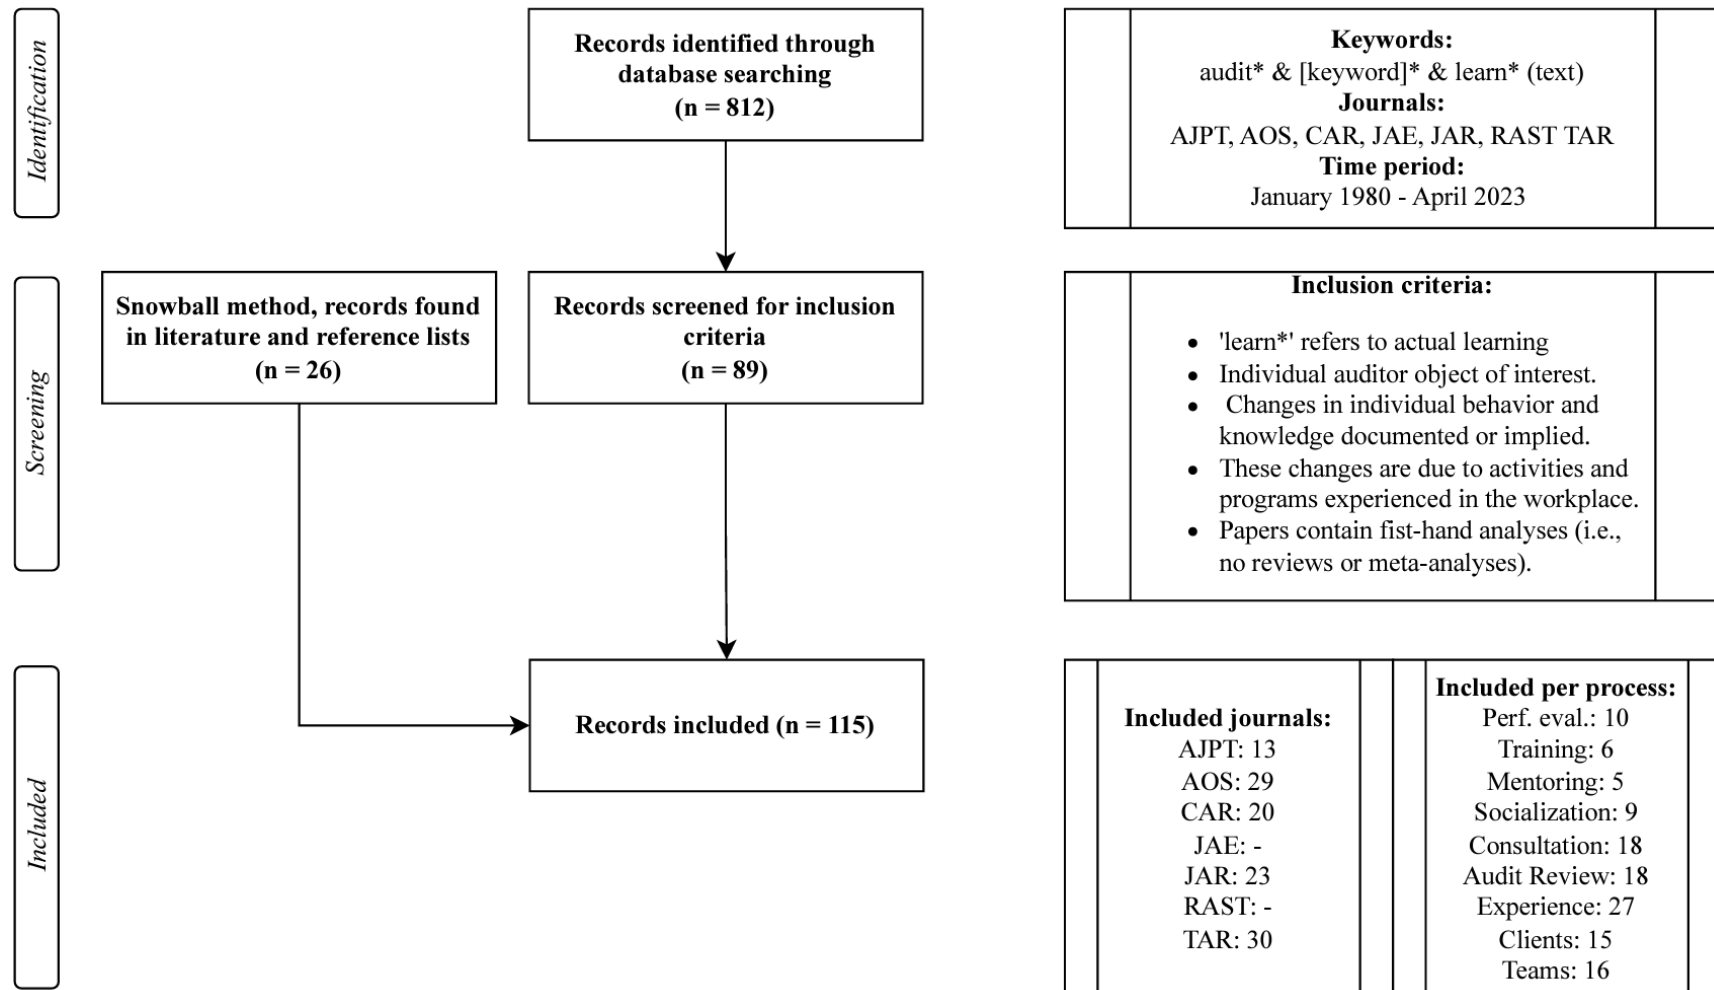 Identification
Records identified through
database searching
(n = 812)
Keywords:
audit* & [keyword]* & learn* (text)
Journals:
AJPT, AOS, CAR, JAE, JAR, RAST TAR
Time period:
January 1980 - April 2023
Screening
Snowball method, records found
in literature and reference lists
(n = 26)
Records screened for inclusion
criteria
(n = 89)
Inclusion criteria:
• 'learn*' refers to actual learning
• Individual auditor object of interest.
• Changes in individual behavior and
knowledge documented or implied.
• These changes are due to activities and
programs experienced in the workplace.
• Papers contain fist-hand analyses (i.e.,
no reviews or meta-analyses).
Included
Records included (n = 115)
Included journals:
AJPT: 13
AOS: 29
CAR: 20
JAE: -
JAR: 23
RAST: -
TAR: 30
Included per process:
Perf. eval.: 10
Training: 6
Mentoring: 5
Socialization: 9
Consultation: 18
Audit Review: 18
Experience: 27
Clients: 15
Teams: 16